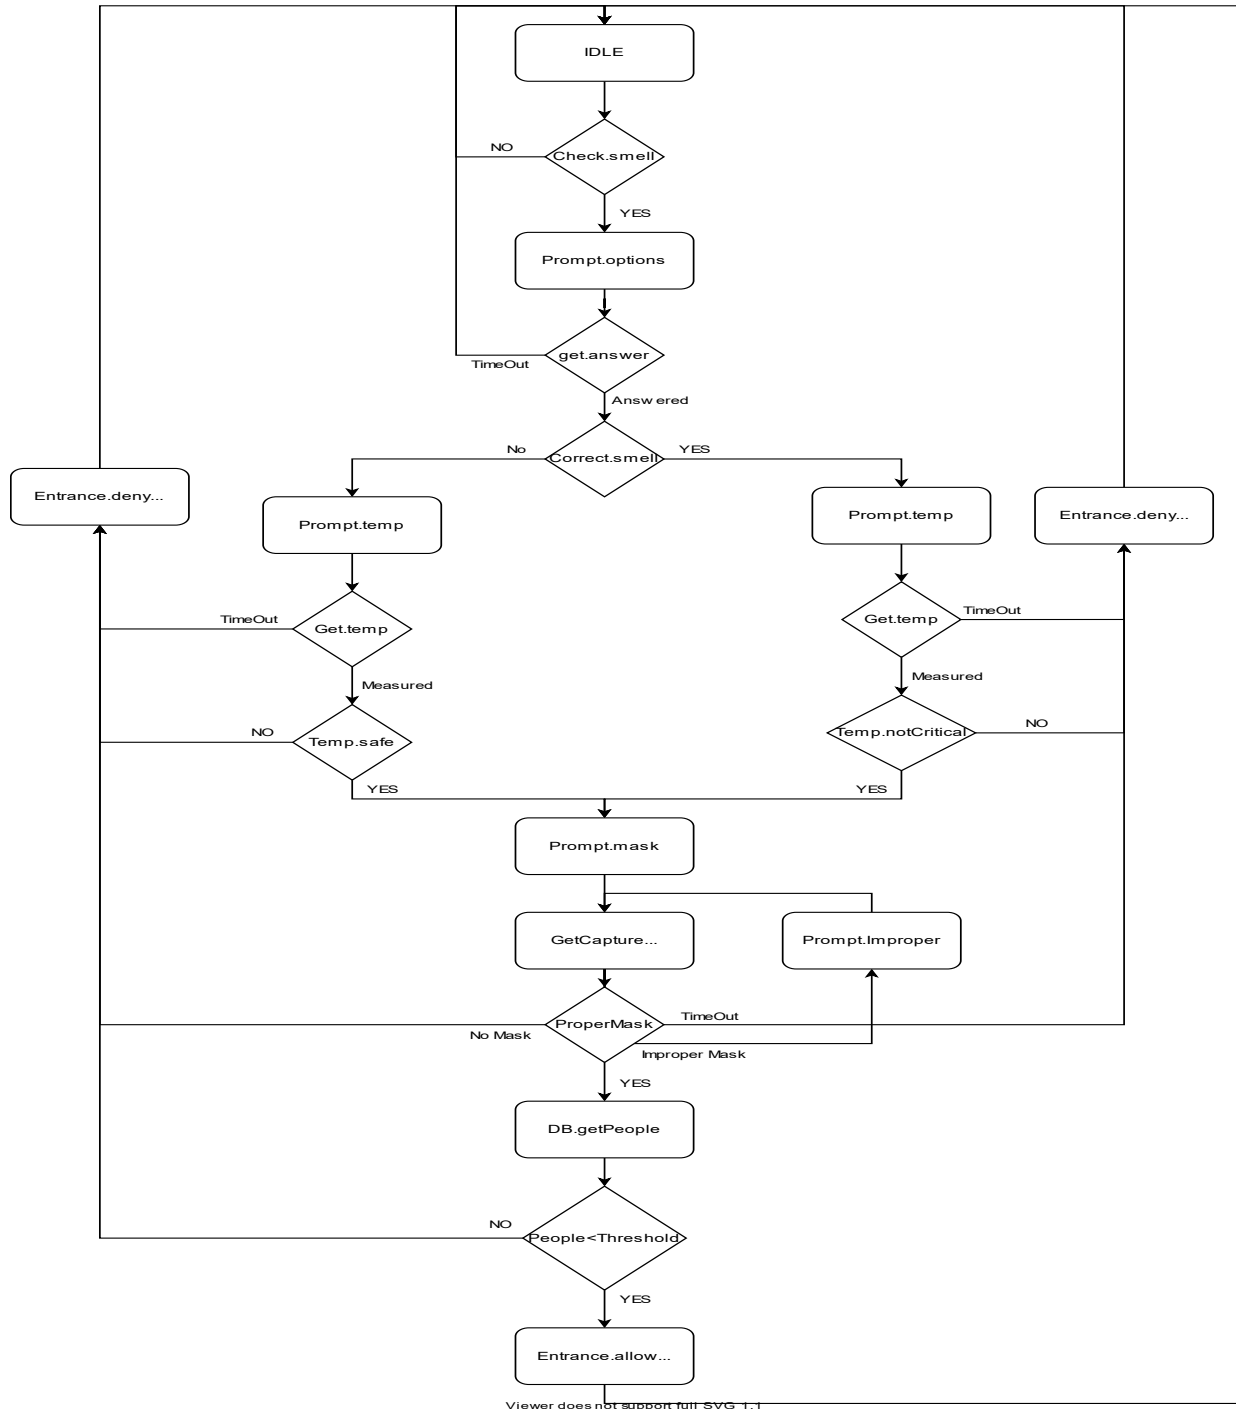 IDLE
Check.smell
NO
YES
Prompt.options
get.answer
TimeOut
Answered
Correct.smell
No
YES
Entrance.deny...
Prompt.temp
Prompt.temp
Entrance.deny...
TimeOut
Get.temp
Get.temp
TimeOut
Measured
Measured
NO
Temp.safe
Temp.notCritical
NO
YES
YES
Prompt.mask
GetCapture...
Prompt.Improper
ProperMask
TimeOut
No Mask
Improper Mask
YES
DB.getPeople
NO
People<Threshold
YES
Entrance.allow...
Viewer does not support full SVG 1.1